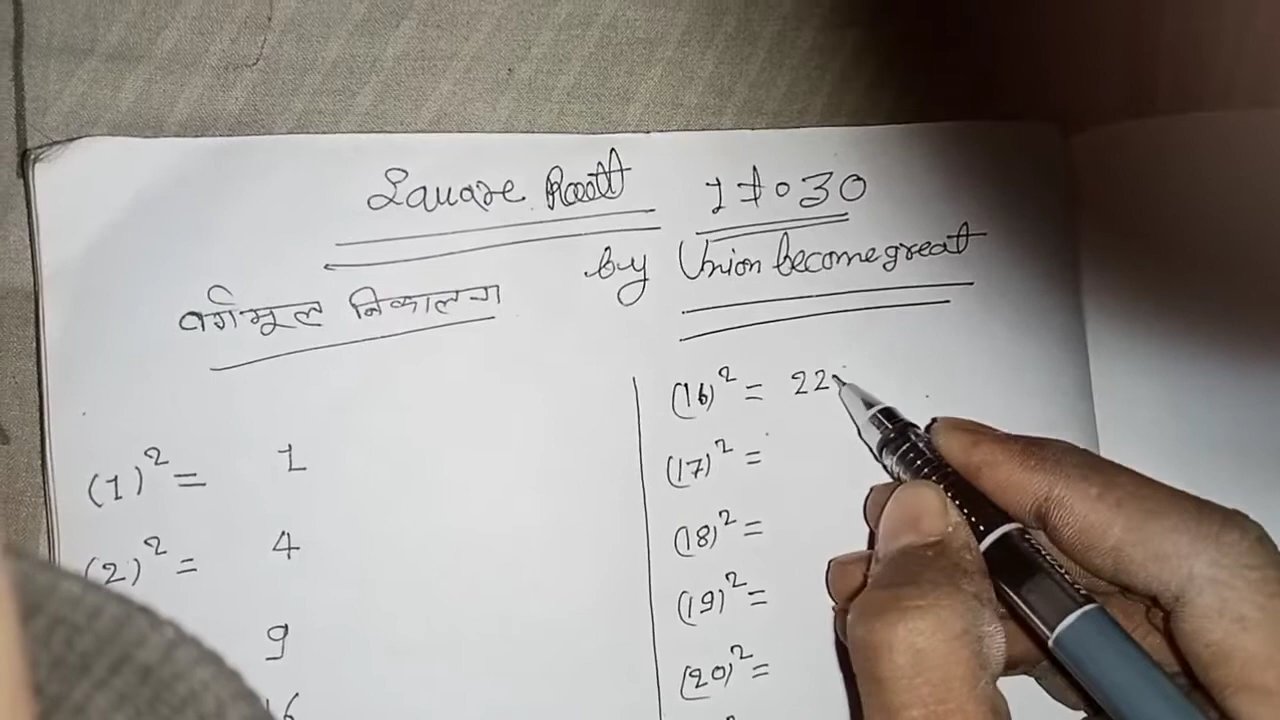 Square Root 1 to 30
by Union become great
वर्गमूल निकालना
(1)² = 1
(2)² = 4
9
16
(16)² = 22
(17)² =
(18)² =
(19)² =
(20)² =